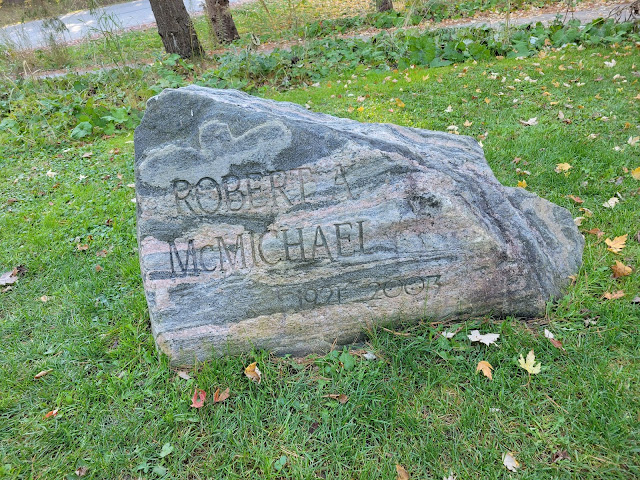 ROBERT A
McMICHAEL
1921 - 2003